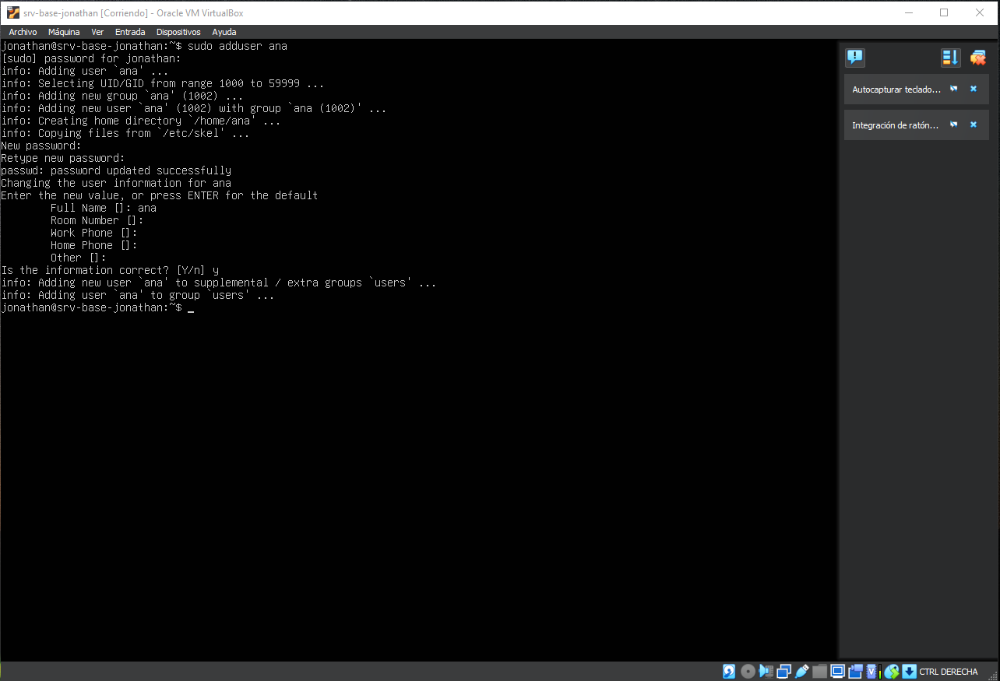 srv-base-jonathan [Corriendo] - Oracle VM VirtualBox
Archivo Máquina Ver Entrada Dispositivos Ayuda
jonathan@srv-base-jonathan:~$ sudo adduser ana
[sudo] password for jonathan:
info: Adding user `ana' ...
info: Selecting UID/GID from range 1000 to 59999 ...
info: Adding new group `ana' (1002) ...
info: Adding new user `ana' (1002) with group `ana (1002)' ...
info: Creating home directory `/home/ana' ...
info: Copying files from `/etc/skel' ...
New password:
Retype new password:
passwd: password updated successfully
Changing the user information for ana
Enter the new value, or press ENTER for the default
Full Name []: ana
Room Number []:
Work Phone []:
Home Phone []:
Other []:
Is the information correct? [Y/n] y
info: Adding new user `ana' to supplemental / extra groups `users' ...
info: Adding user `ana' to group `users' ...
jonathan@srv-base-jonathan:~$ _
Autocapturar teclado...
Integración de ratón...
CTRL DERECHA